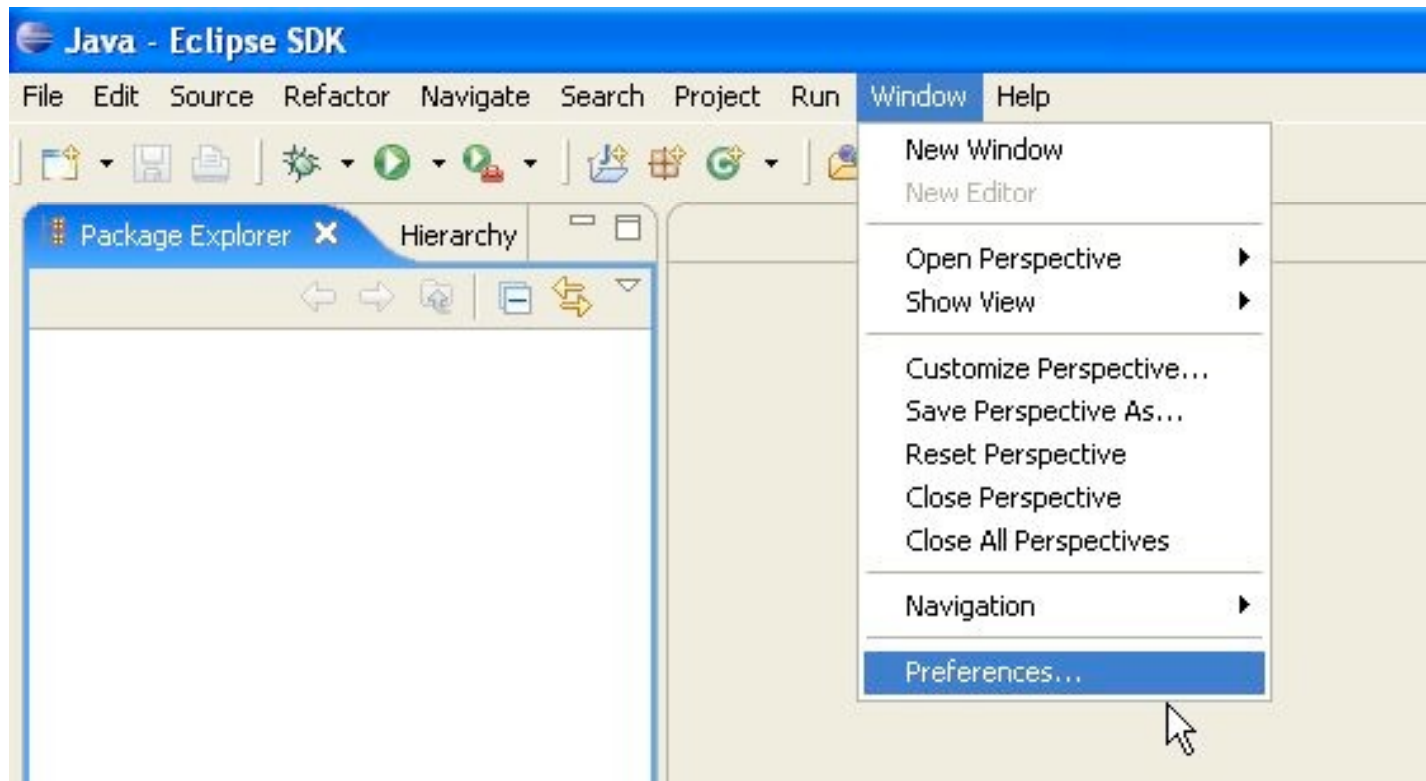 Java - Eclipse SDK
File Edit Source Refactor Navigate Search Project Run Window Help
New Window
New Editor
Package Explorer Hierarchy
Open Perspective
Show View
Customize Perspective...
Save Perspective As...
Reset Perspective
Close Perspective
Close All Perspectives
Navigation
Preferences...